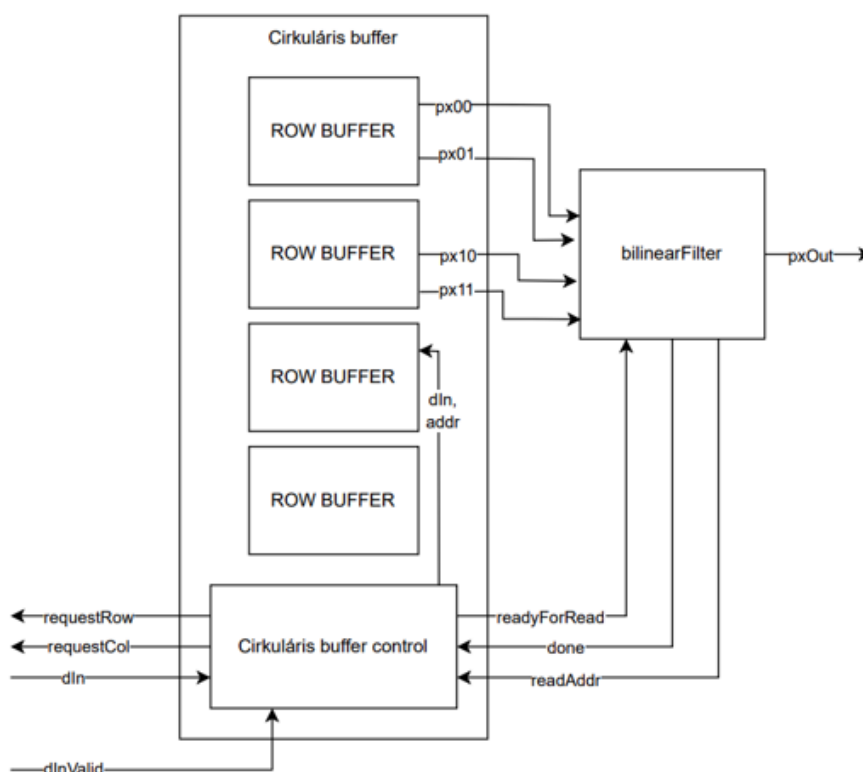 Cirkuláris buffer
ROW BUFFER
px00
px01
ROW BUFFER
px10
px11
bilinearFilter
pxOut
ROW BUFFER
dIn,
addr
ROW BUFFER
Cirkuláris buffer control
requestRow
requestCol
dIn
dInValid
readyForRead
done
readAddr